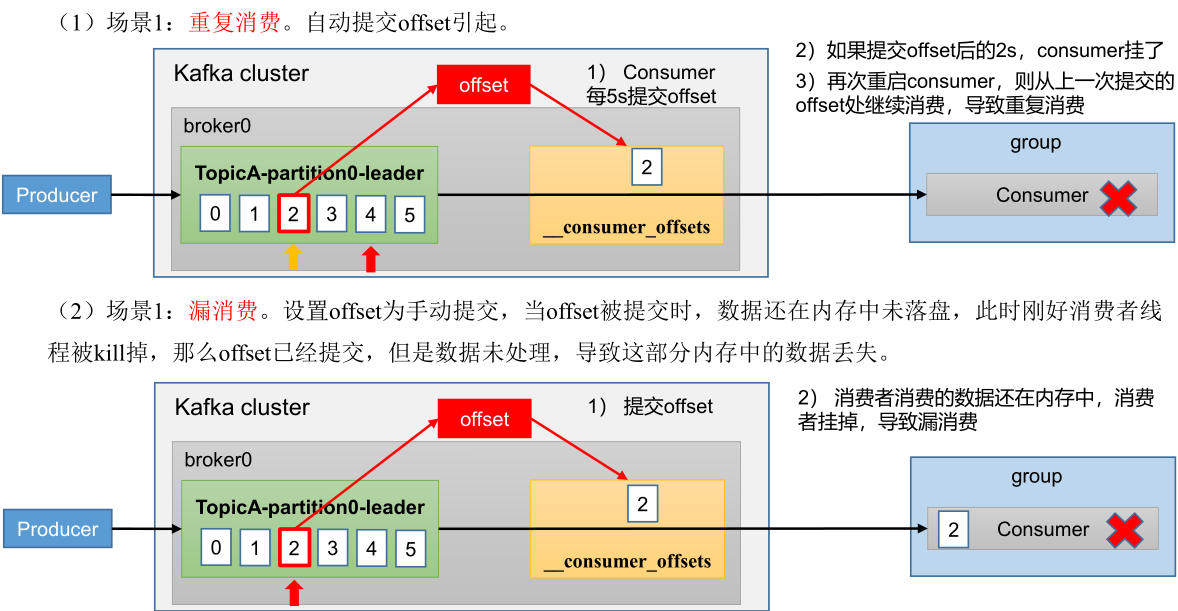 （1）场景1：重复消费。自动提交offset引起。
Kafka cluster
offset
1） Consumer
每5s提交offset
2）如果提交offset后的2s，consumer挂了
3）再次重启consumer，则从上一次提交的
offset处继续消费，导致重复消费
broker0
TopicA-partition0-leader
0 1 2 3 4 5
2
__consumer_offsets
Producer
group
Consumer
（2）场景1：漏消费。设置offset为手动提交，当offset被提交时，数据还在内存中未落盘，此时刚好消费者线
程被kill掉，那么offset已经提交，但是数据未处理，导致这部分内存中的数据丢失。
Kafka cluster
offset
1） 提交offset
2） 消费者消费的数据还在内存中，消费
者挂掉，导致漏消费
broker0
TopicA-partition0-leader
0 1 2 3 4 5
2
__consumer_offsets
Producer
group
2 Consumer